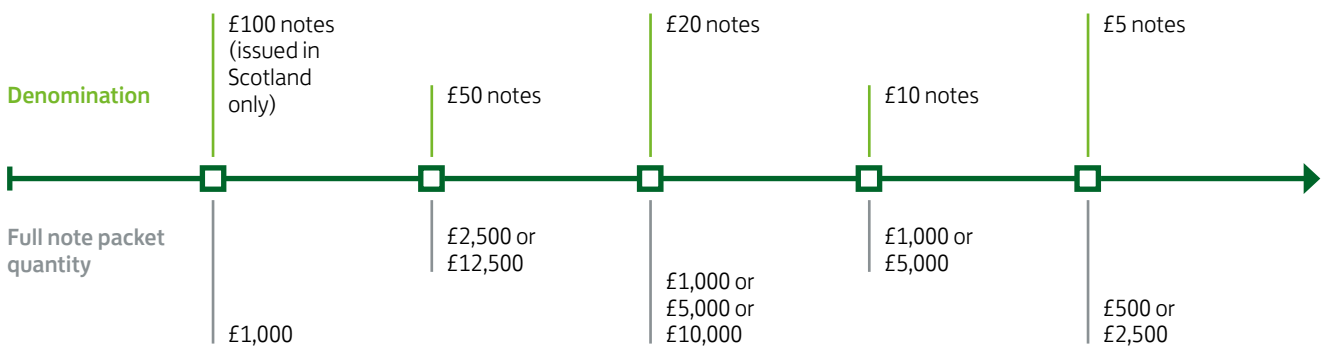 Denomination
£100 notes
(issued in
Scotland
only)
£50 notes
£20 notes
£10 notes
£5 notes
Full note packet
quantity
£1,000
£2,500 or
£12,500
£1,000 or
£5,000 or
£10,000
£1,000 or
£5,000
£500 or
£2,500